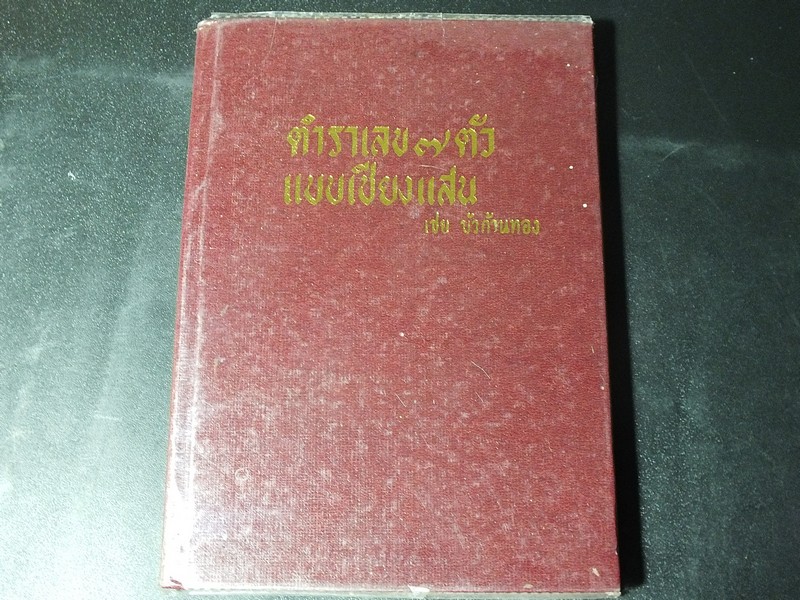 ตำราเลข ๗ ตัว
แบบเชียงแสน
เชย บัวก้านทอง